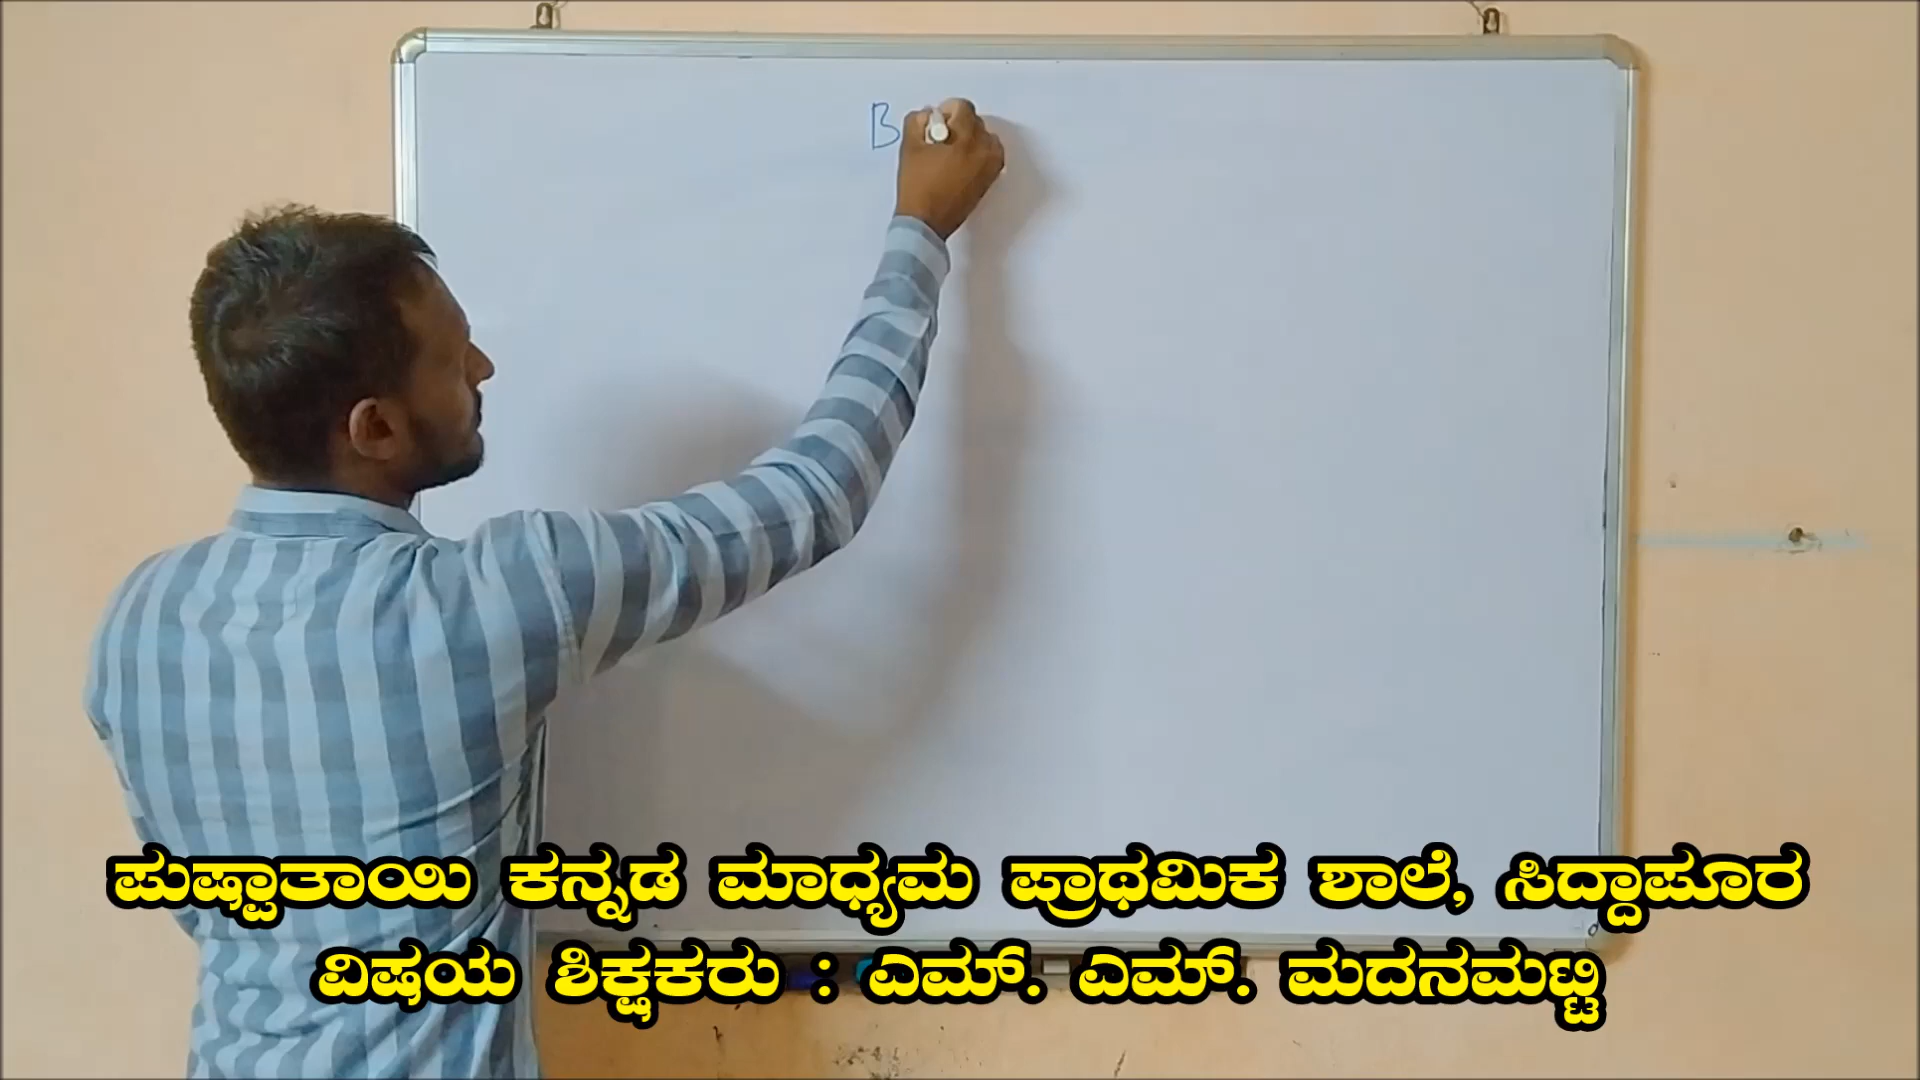 B
ಪುಷ್ಪಾತಾಯಿ ಕನ್ನಡ ಮಾಧ್ಯಮ ಪ್ರಾಥಮಿಕ ಶಾಲೆ, ಸಿದ್ದಾಪೂರ
ವಿಷಯ ಶಿಕ್ಷಕರು : ಎಮ್. ಎಮ್. ಮದನಮಟ್ಟಿ